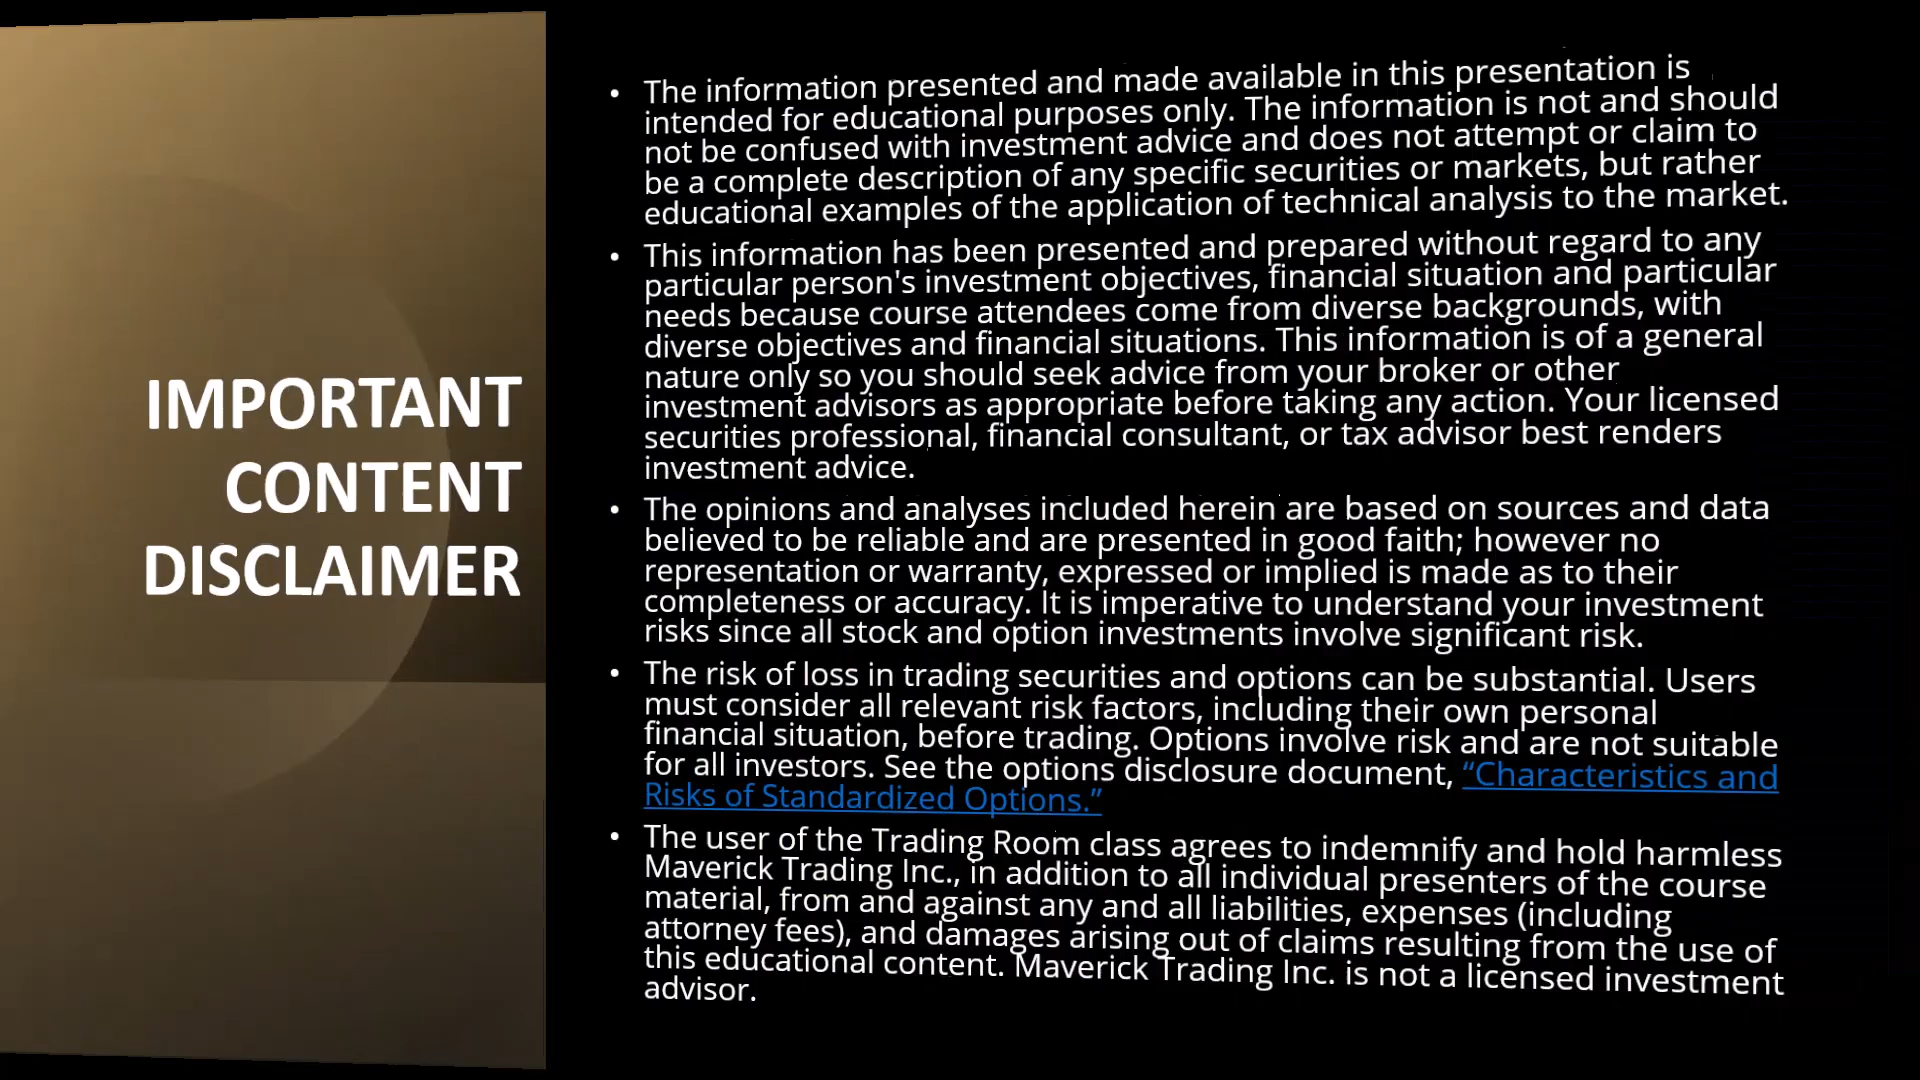 IMPORTANT
CONTENT
DISCLAIMER
• The information presented and made available in this presentation is
intended for educational purposes only. The information is not and should
not be confused with investment advice and does not attempt or claim to
be a complete description of any specific securities or markets, but rather
educational examples of the application of technical analysis to the market.
• This information has been presented and prepared without regard to any
particular person's investment objectives, financial situation and particular
needs because course attendees come from diverse backgrounds, with
diverse objectives and financial situations. This information is of a general
nature only so you should seek advice from your broker or other
investment advisors as appropriate before taking any action. Your licensed
securities professional, financial consultant, or tax advisor best renders
investment advice.
• The opinions and analyses included herein are based on sources and data
believed to be reliable and are presented in good faith; however no
representation or warranty, expressed or implied is made as to their
completeness or accuracy. It is imperative to understand your investment
risks since all stock and option investments involve significant risk.
• The risk of loss in trading securities and options can be substantial. Users
must consider all relevant risk factors, including their own personal
financial situation, before trading. Options involve risk and are not suitable
for all investors. See the options disclosure document, “Characteristics and
Risks of Standardized Options.”
• The user of the Trading Room class agrees to indemnify and hold harmless
Maverick Trading Inc., in addition to all individual presenters of the course
material, from and against any and all liabilities, expenses (including
attorney fees), and damages arising out of claims resulting from the use of
this educational content. Maverick Trading Inc. is not a licensed investment
advisor.